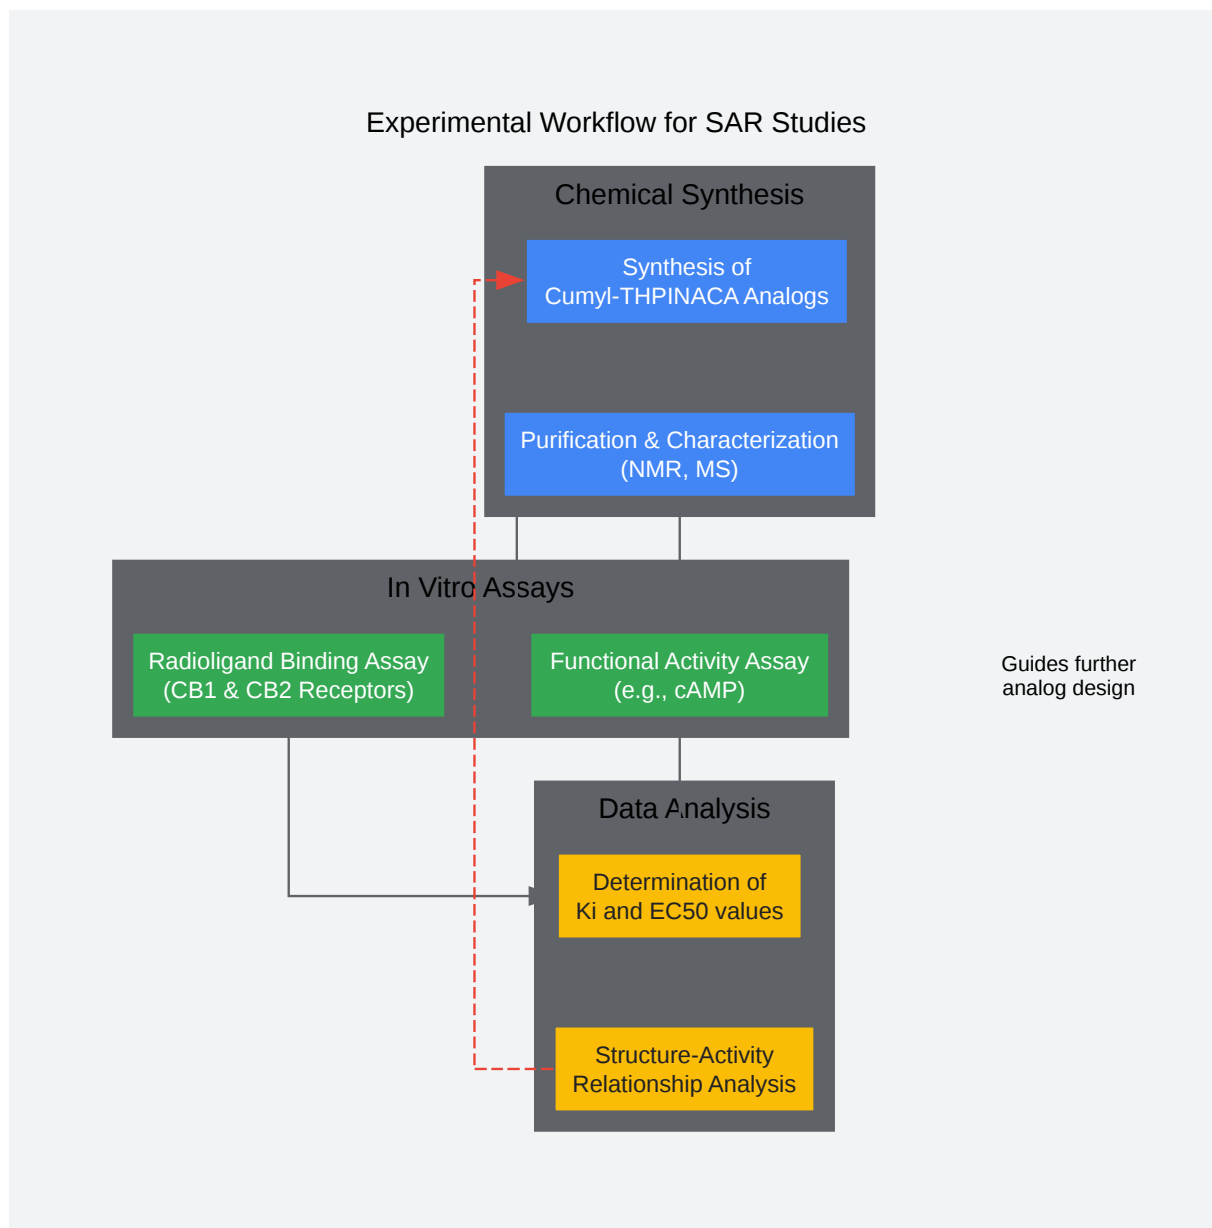 Experimental Workflow for SAR Studies
Chemical Synthesis
Synthesis of
Cumyl-THPINACA Analogs
Purification & Characterization
(NMR, MS)
In Vitro Assays
Radioligand Binding Assay
(CB1 & CB2 Receptors)
Functional Activity Assay
(e.g., cAMP)
Guides further
analog design
Data Analysis
Determination of
Ki and EC50 values
Structure-Activity
Relationship Analysis